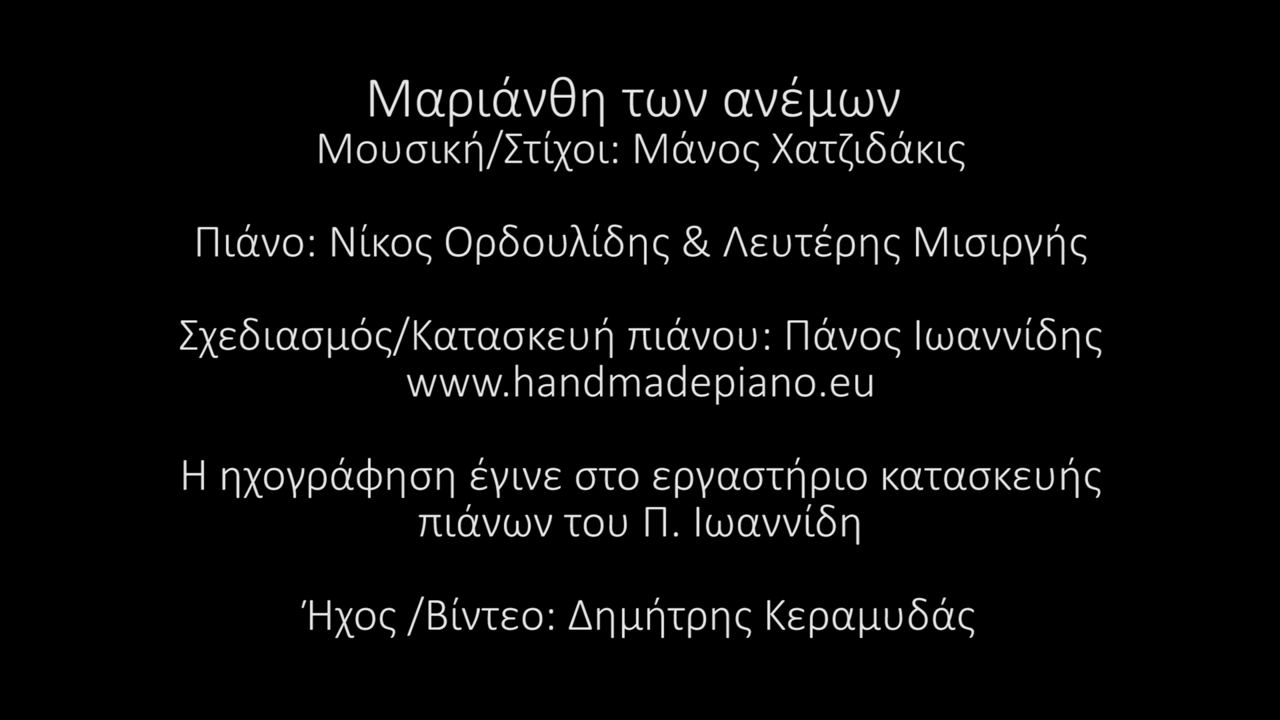 Μαριάνθη των ανέμων
Μουσική/Στίχοι: Μάνος Χατζιδάκις
Πιάνο: Νίκος Ορδουλίδης & Λευτέρης Μισιργής
Σχεδιασμός/Κατασκευή πιάνου: Πάνος Ιωαννίδης
www.handmadepiano.eu
Η ηχογράφηση έγινε στο εργαστήριο κατασκευής
πιάνων του Π. Ιωαννίδη
Ήχος /Βίντεο: Δημήτρης Κεραμυδάς